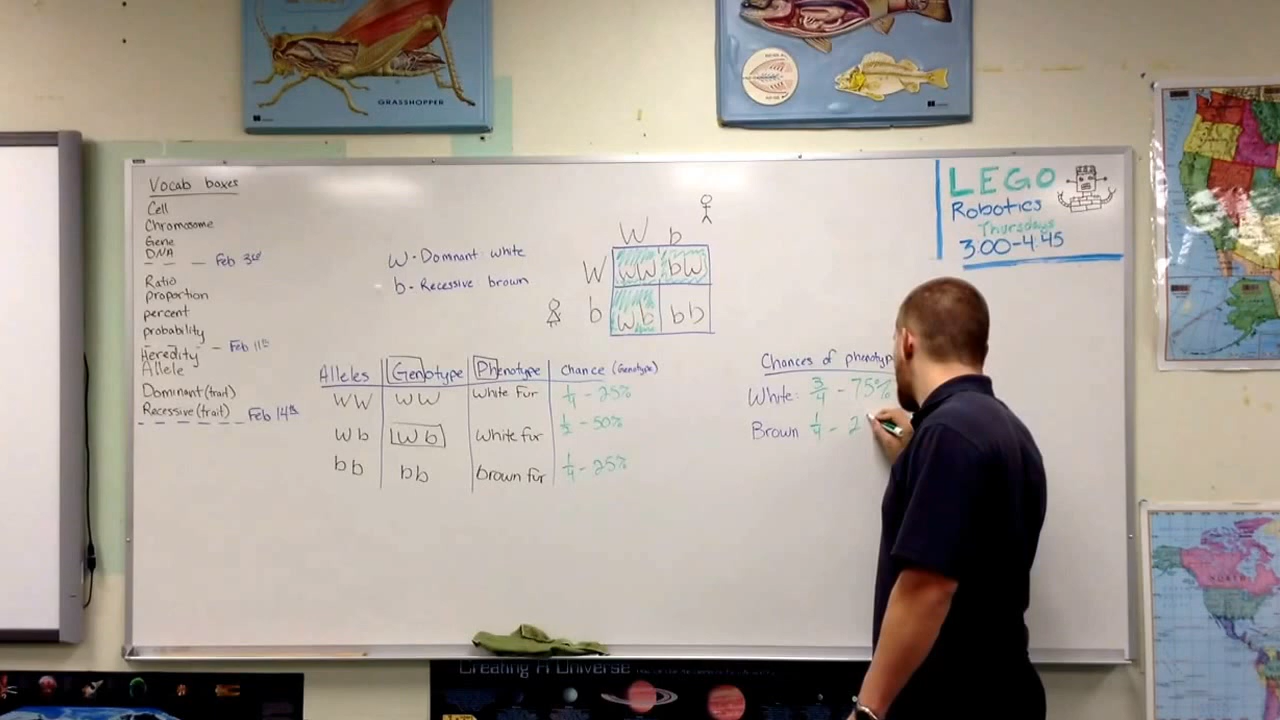 GRASSHOPPER
Vocab boxes
Cell
Chromosome
Gene
DNA
Feb 3rd
Ratio
proportion
percent
probability
Heredity
Feb 11th
Allele
Dominant (trait)
Recessive (trait)
Feb 14th
W - Dominant: white
b - Recessive brown
W b
W WW bW
b Wb bb
LEGO
Robotics
Thursdays
3:00-4:45
Alleles Genotype Phenotype Chance (Genotype)
WW WW White fur 1/4 - 25%
Wb Wb White fur 1/2 - 50%
bb bb brown fur 1/4 - 25%
Chances of phenotype
White: 3/4 - 75%
Brown 1/4 - 2
Creating A Universe
NORTH